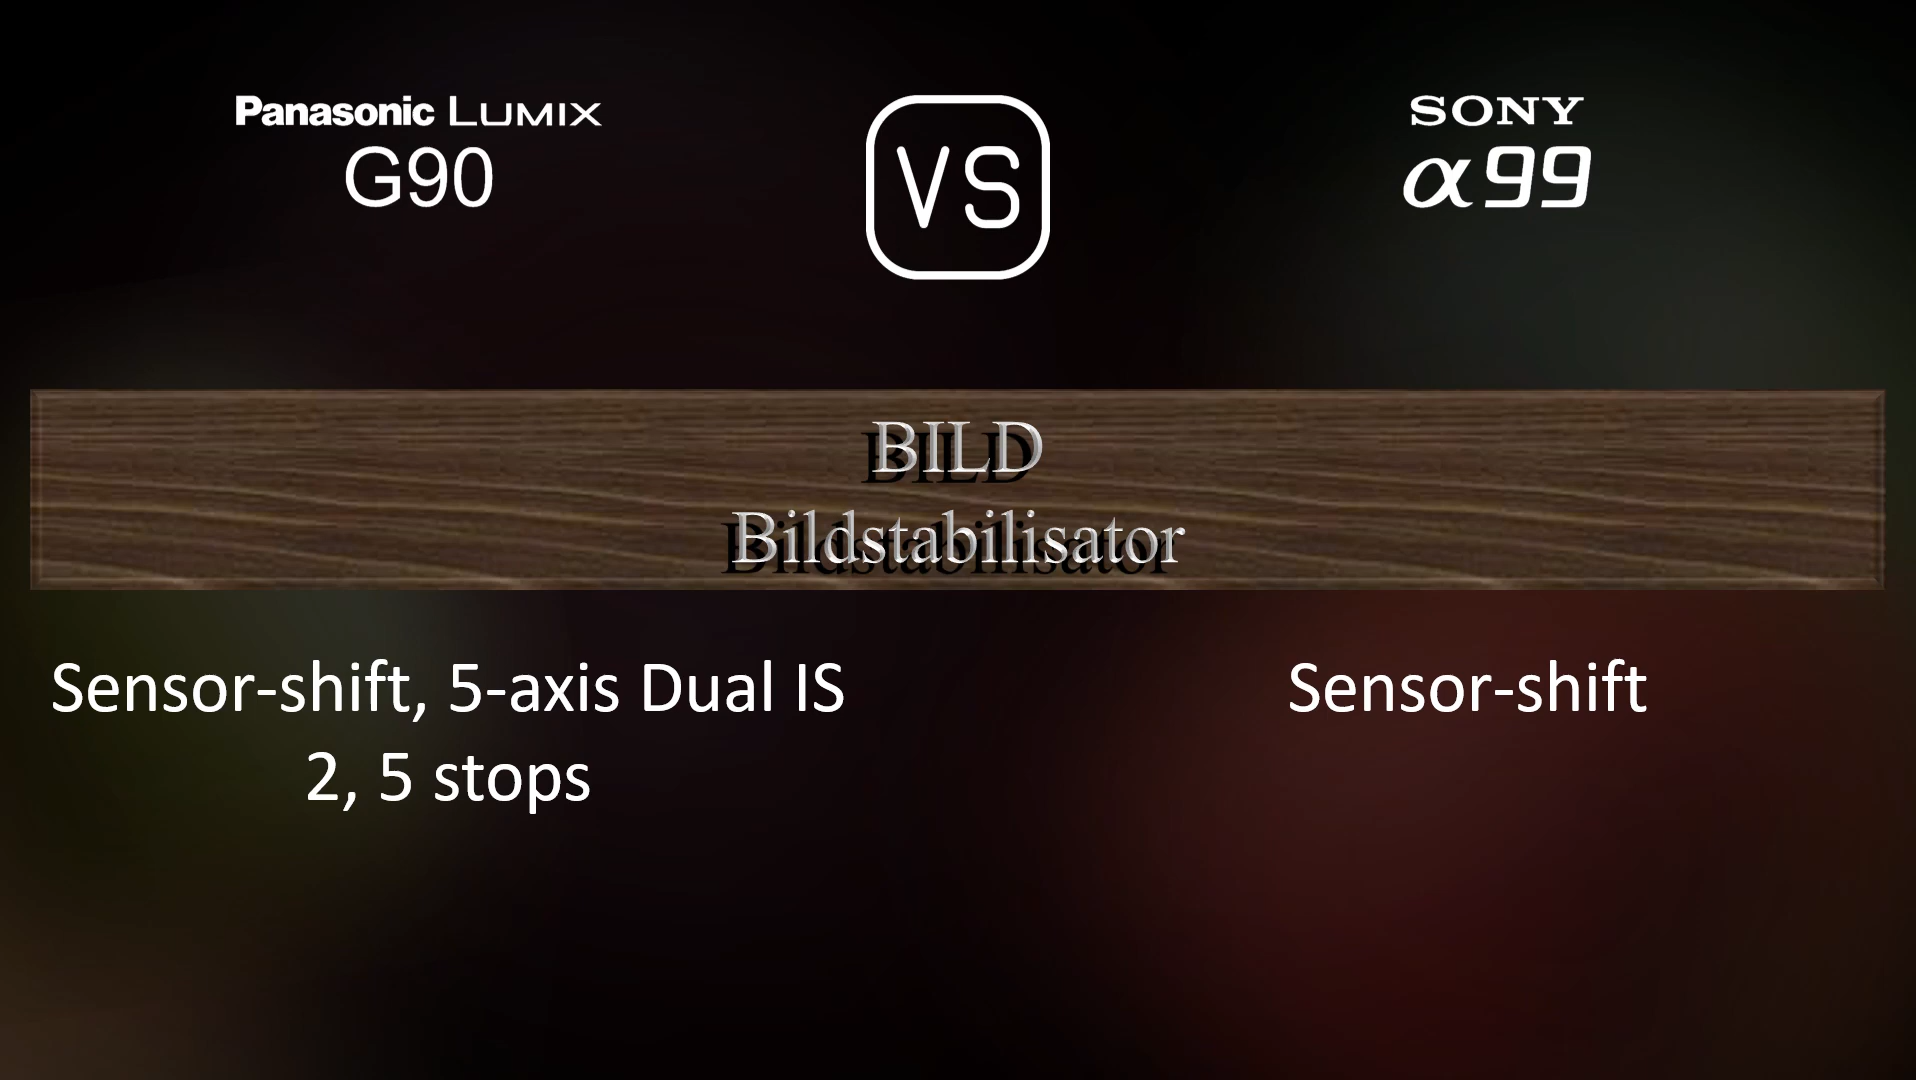 Panasonic LUMIX
G90
VS
SONY
α99
BILD
Bildstabilisator
Sensor-shift, 5-axis Dual IS
2, 5 stops
Sensor-shift